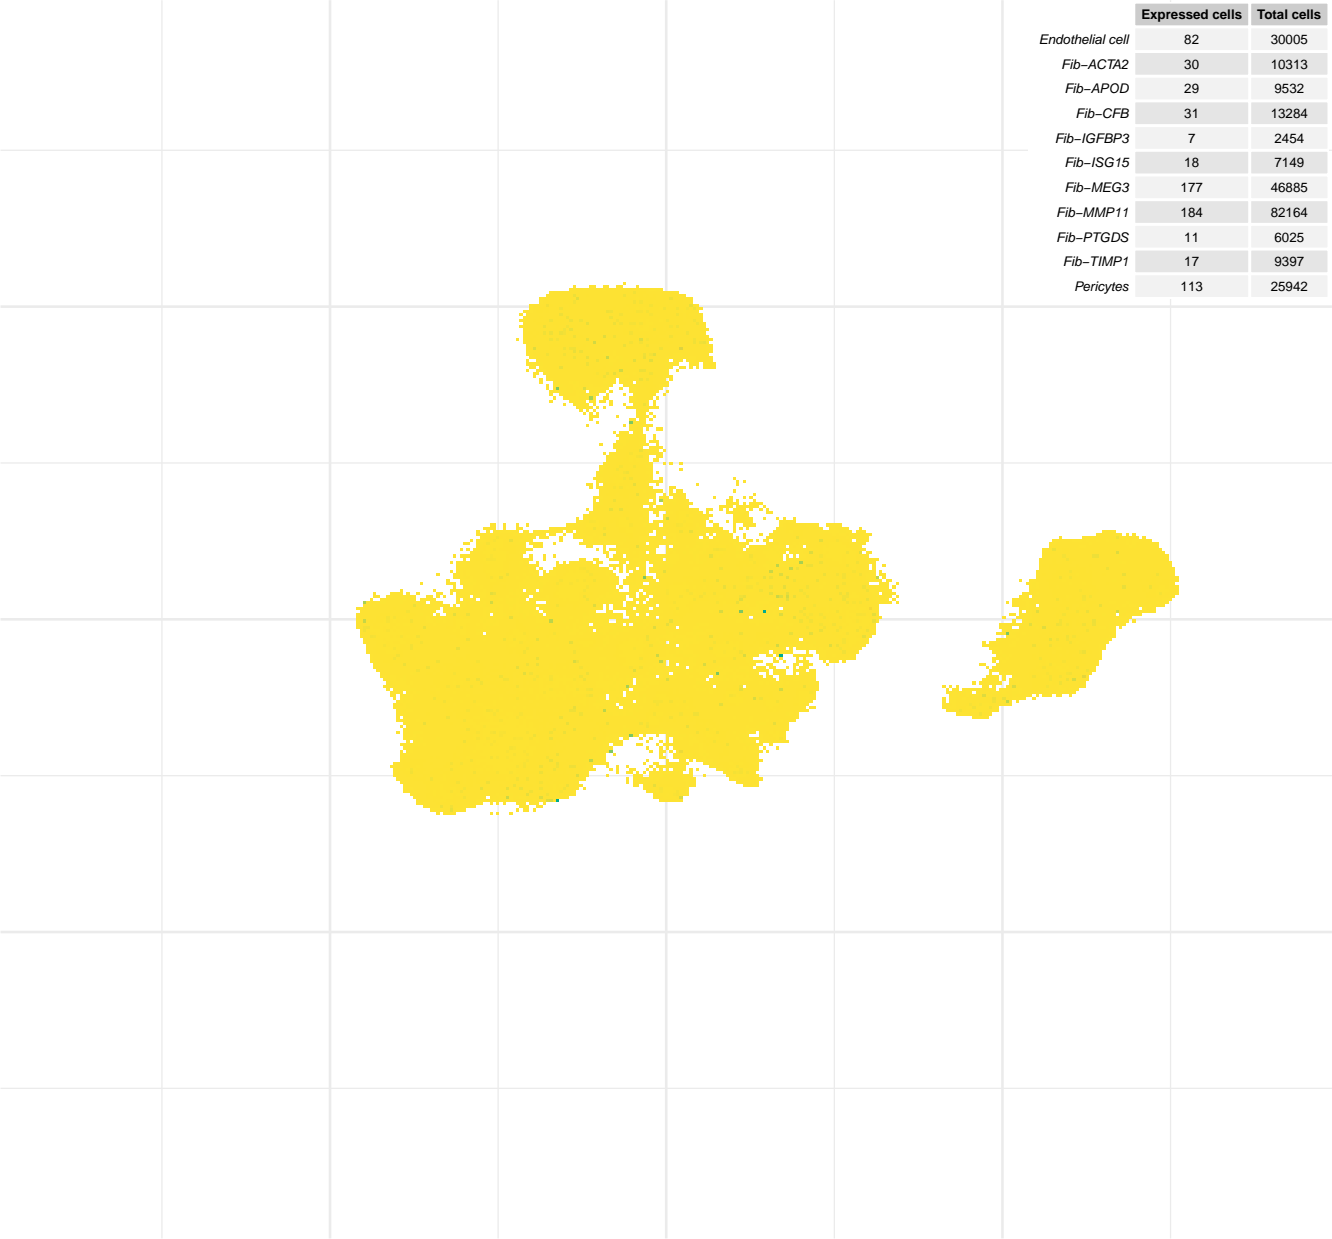 Expressed cells Total cells
Endothelial cell 82 30005
Fib−ACTA2 30 10313
Fib−APOD 29 9532
Fib−CFB 31 13284
Fib−IGFBP3 7 2454
Fib−ISG15 18 7149
Fib−MEG3 177 46885
Fib−MMP11 184 82164
Fib−PTGDS 11 6025
Fib−TIMP1 17 9397
Pericytes 113 25942